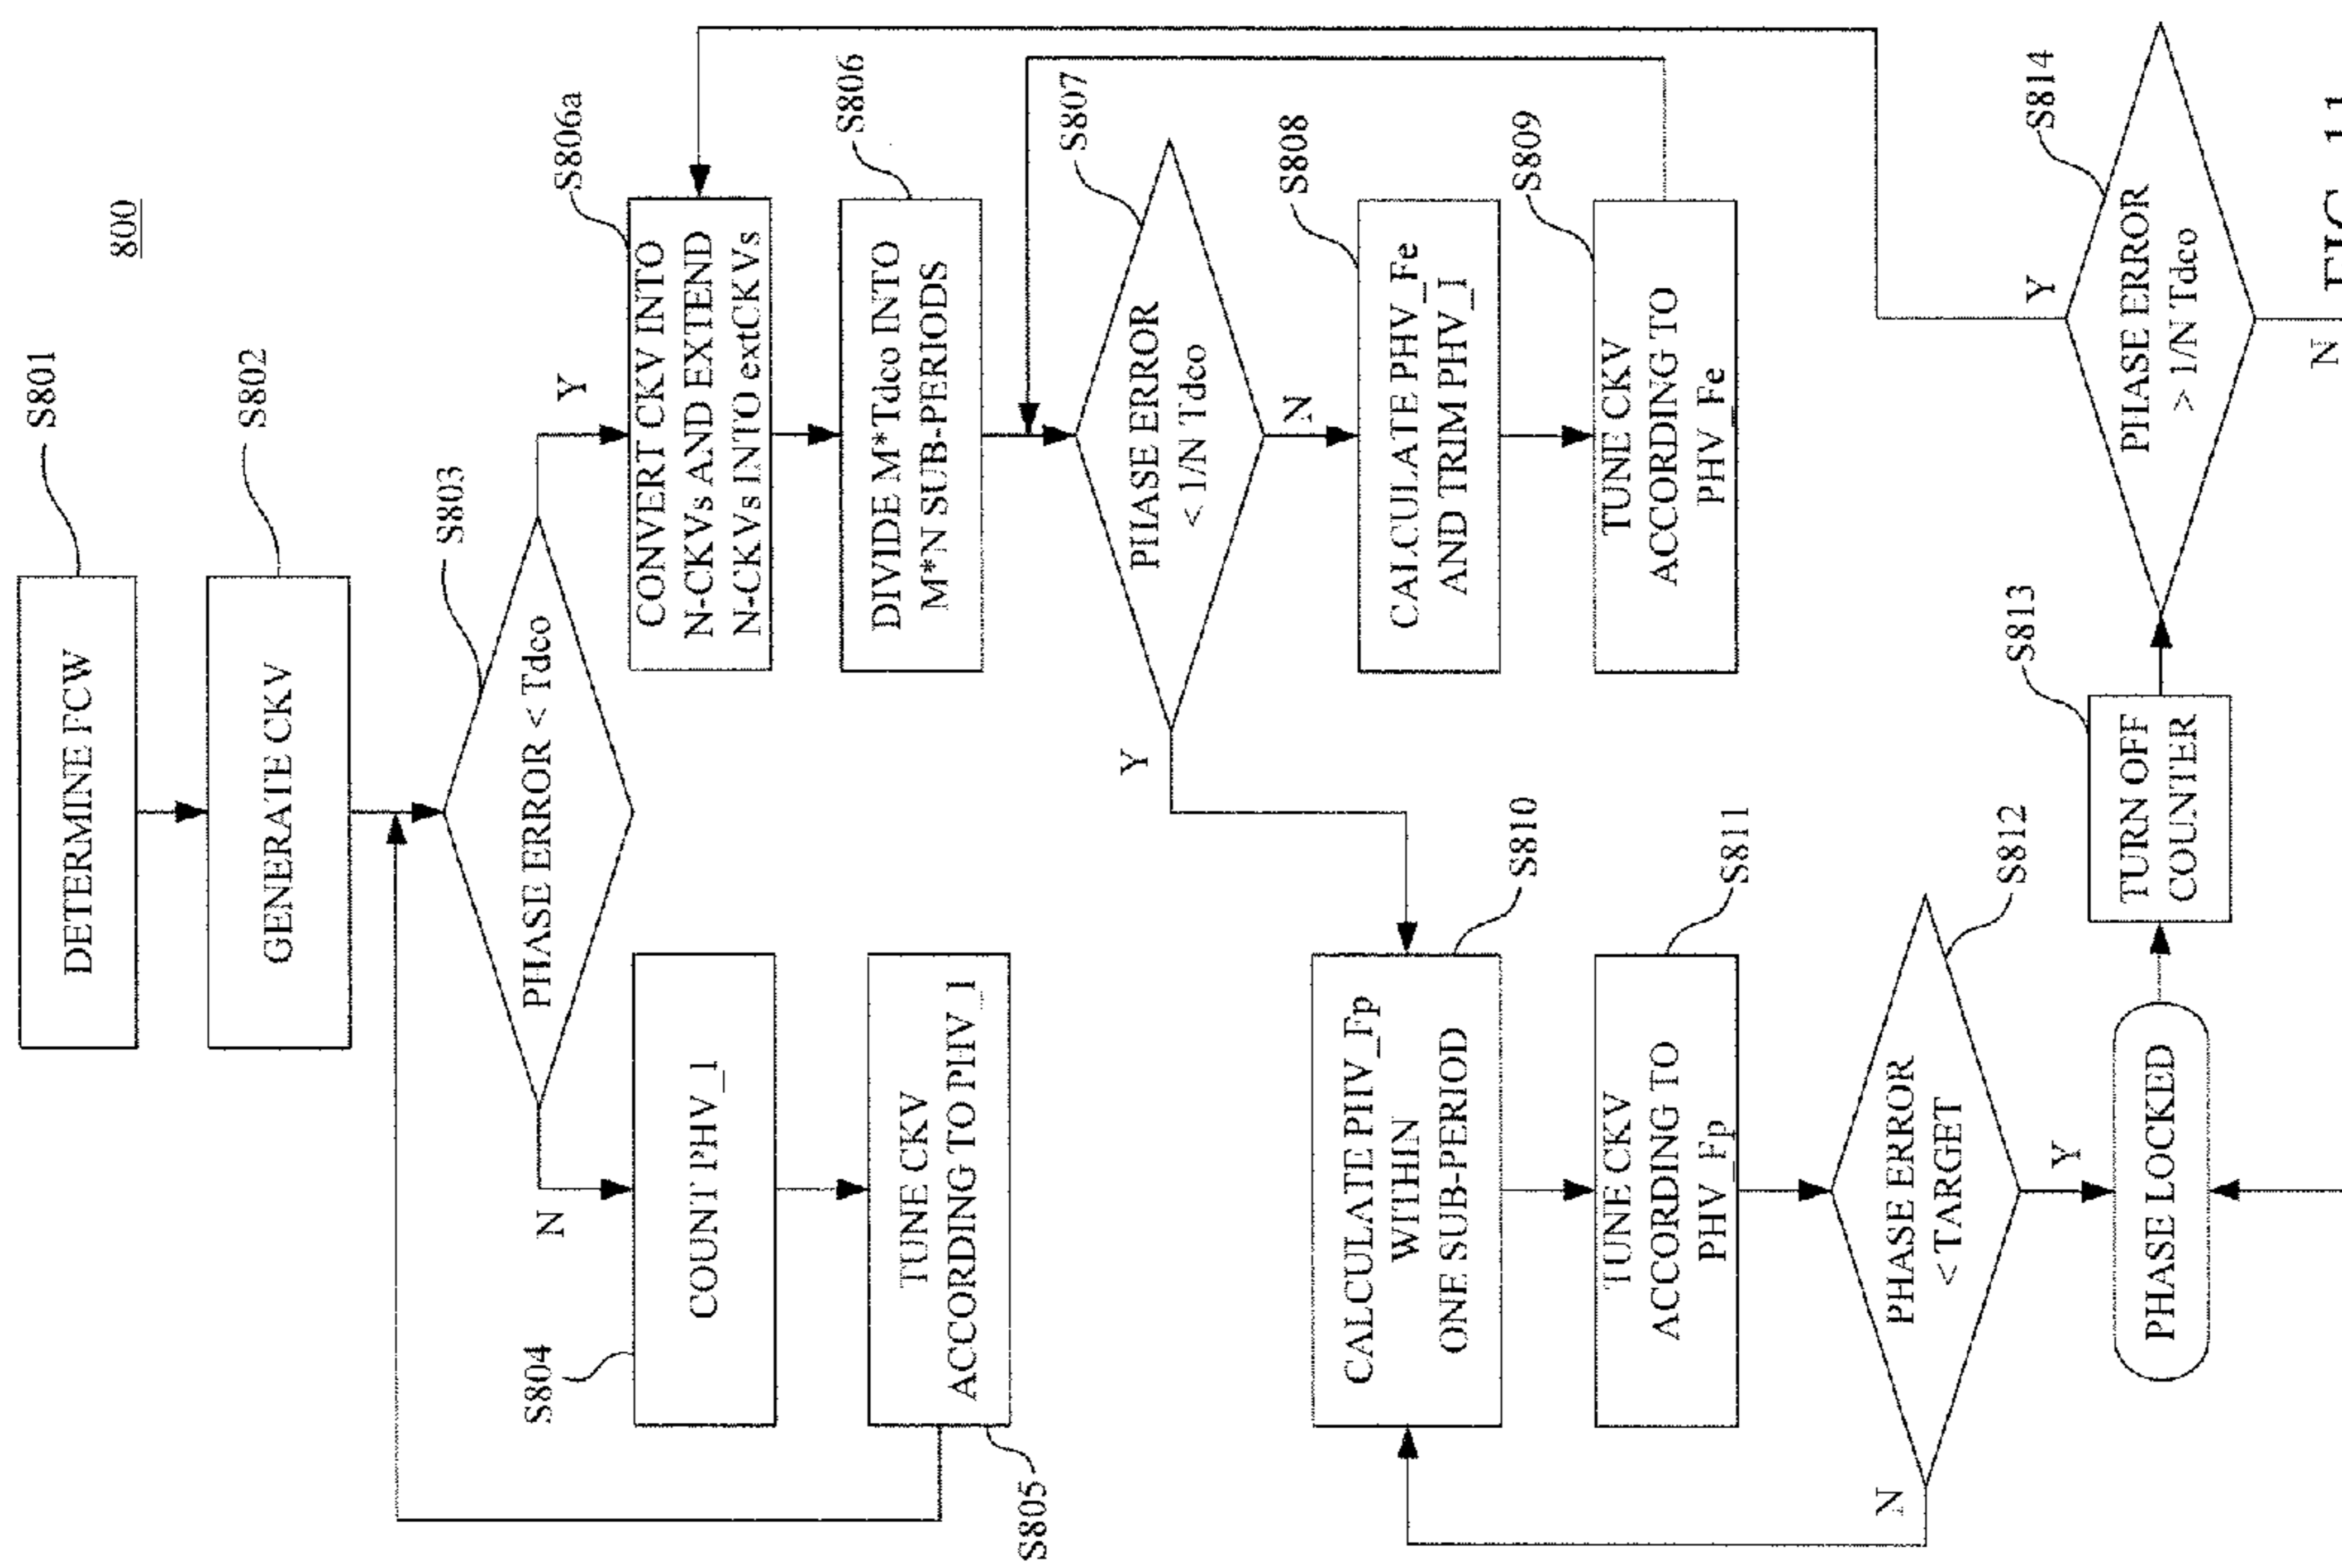 800
DETERMINE FCW
S801
GENERATE CKV
S802
PHASE ERROR < Tdco
S803
N
Y
S804
COUNT PHV_I
TUNE CKV
ACCORDING TO PHV_I
S805
CONVERT CKV INTO
N-CKVs AND EXTEND
N-CKVs INTO extCKVs
S806a
DIVIDE M*Tdco INTO
M*N SUB-PERIODS
S806
PHASE ERROR
< 1/N Tdco
S807
Y
N
CALCULATE PHV_Fe
AND TRIM PHV_I
S808
TUNE CKV
ACCORDING TO
PHV_Fe
S809
CALCULATE PHV_Fp
WITHIN
ONE SUB-PERIOD
S810
TUNE CKV
ACCORDING TO
PHV_Fp
S811
PHASE ERROR
< TARGET
S812
N
Y
PHASE LOCKED
TURN OFF
COUNTER
S813
PHASE ERROR
> 1/N Tdco
S814
Y
N